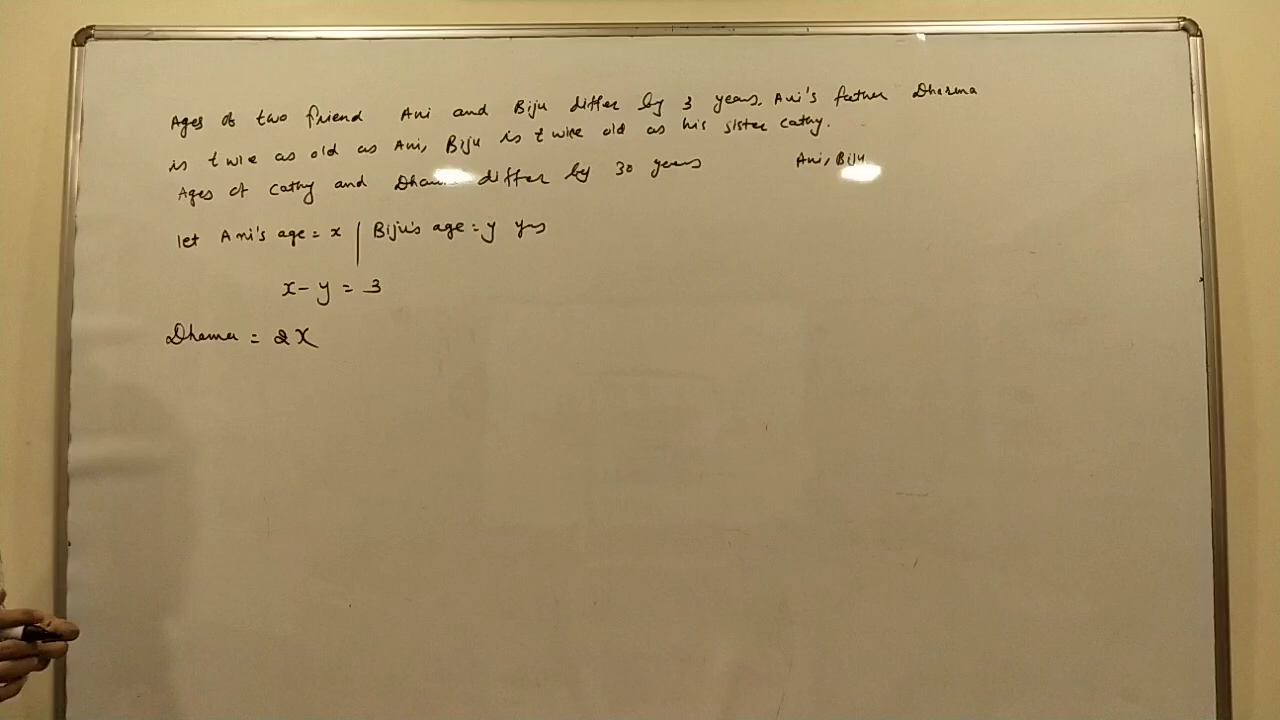 Ages of two friend Ani and Biju differ by 3 years. Ani's father Dharma
is twice as old as Ani, Biju is twice old as his sister Cathy.
Ages of Cathy and differ by 30 years Ani, Biju
let Ani's age = x | Biju's age = y yrs
x - y = 3
Dharma = 2x